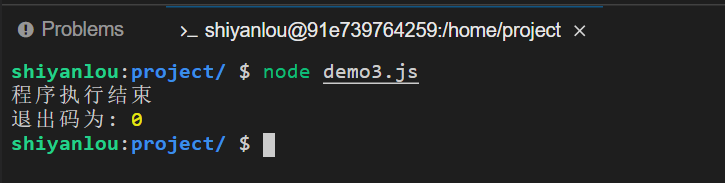 Problems
>_ shiyanlou@91e739764259:/home/project ×
shiyanlou:project/ $ node demo3.js
程序执行结束
退出码为: 0
shiyanlou:project/ $